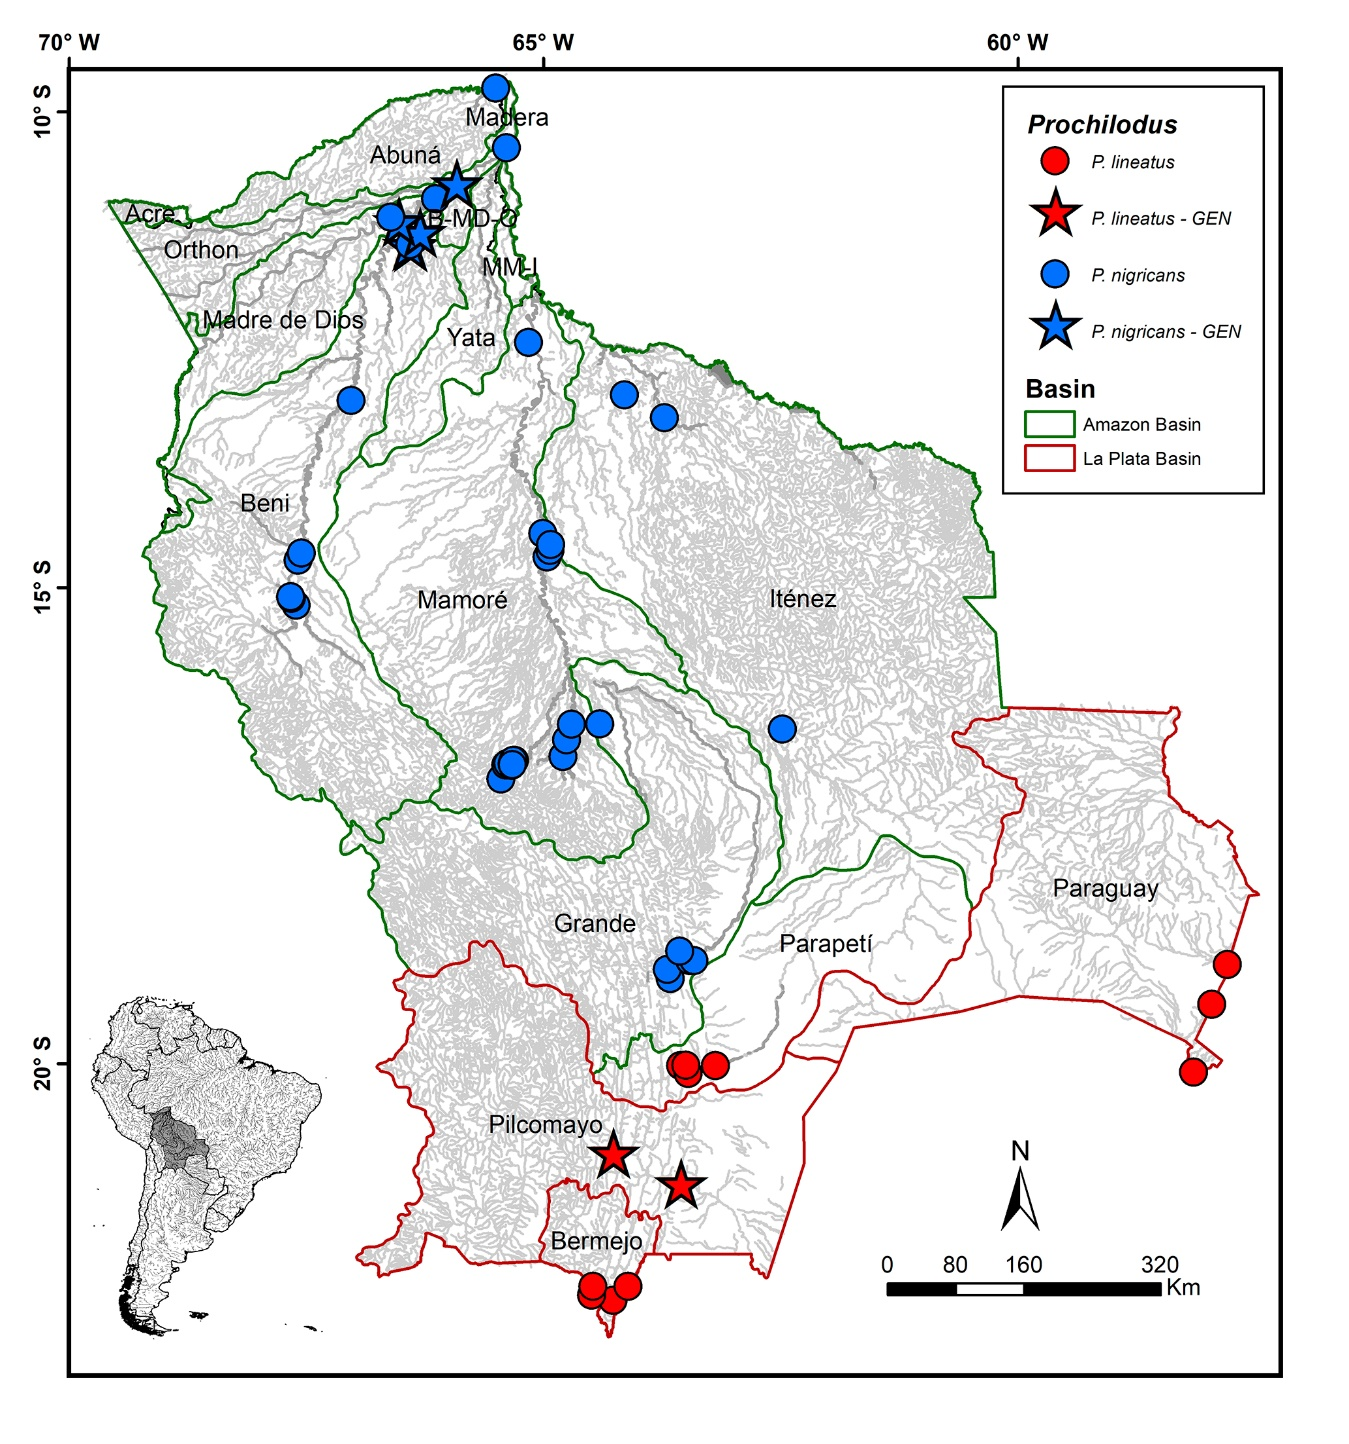 70° W
65° W
60° W
10° S
15° S
20° S
Prochilodus
P. lineatus
P. lineatus - GEN
P. nigricans
P. nigricans - GEN
Basin
Amazon Basin
La Plata Basin
Madera
Abuná
Acre
B-MD-O
Orthon
MM-I
Madre de Dios
Yata
Beni
Mamoré
Iténez
Paraguay
Grande
Parapetí
Pilcomayo
Bermejo
N
0 80 160 320
Km